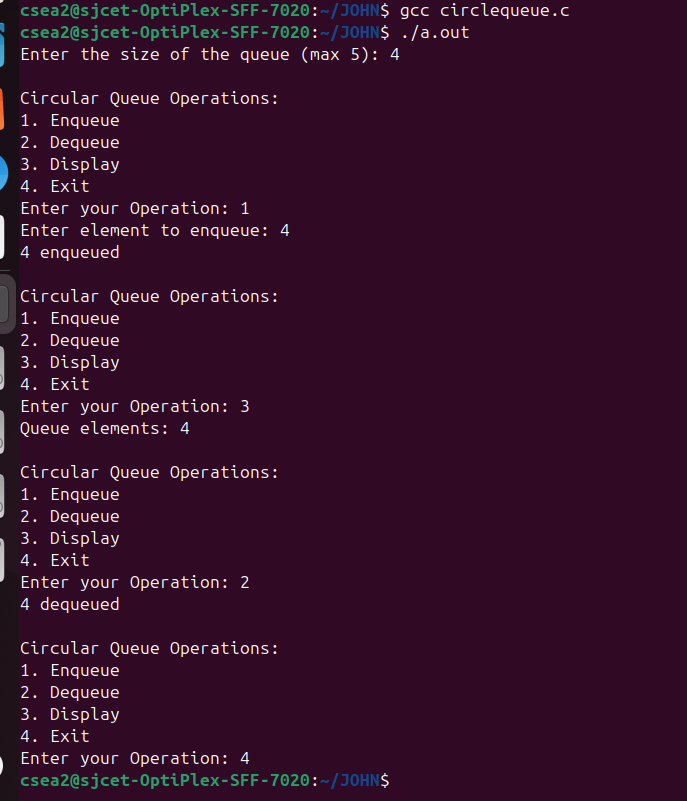 csea2@sjcet-OptiPlex-SFF-7020:~/JOHN$ gcc circlequeue.c
csea2@sjcet-OptiPlex-SFF-7020:~/JOHN$ ./a.out
Enter the size of the queue (max 5): 4

Circular Queue Operations:
1. Enqueue
2. Dequeue
3. Display
4. Exit
Enter your Operation: 1
Enter element to enqueue: 4
4 enqueued

Circular Queue Operations:
1. Enqueue
2. Dequeue
3. Display
4. Exit
Enter your Operation: 3
Queue elements: 4

Circular Queue Operations:
1. Enqueue
2. Dequeue
3. Display
4. Exit
Enter your Operation: 2
4 dequeued

Circular Queue Operations:
1. Enqueue
2. Dequeue
3. Display
4. Exit
Enter your Operation: 4
csea2@sjcet-OptiPlex-SFF-7020:~/JOHN$